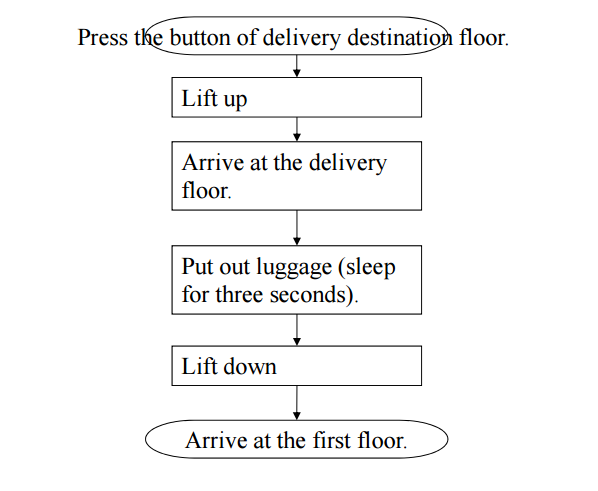 Press the button of delivery destination floor.
Lift up
Arrive at the delivery
floor.
Put out luggage (sleep
for three seconds).
Lift down
Arrive at the first floor.